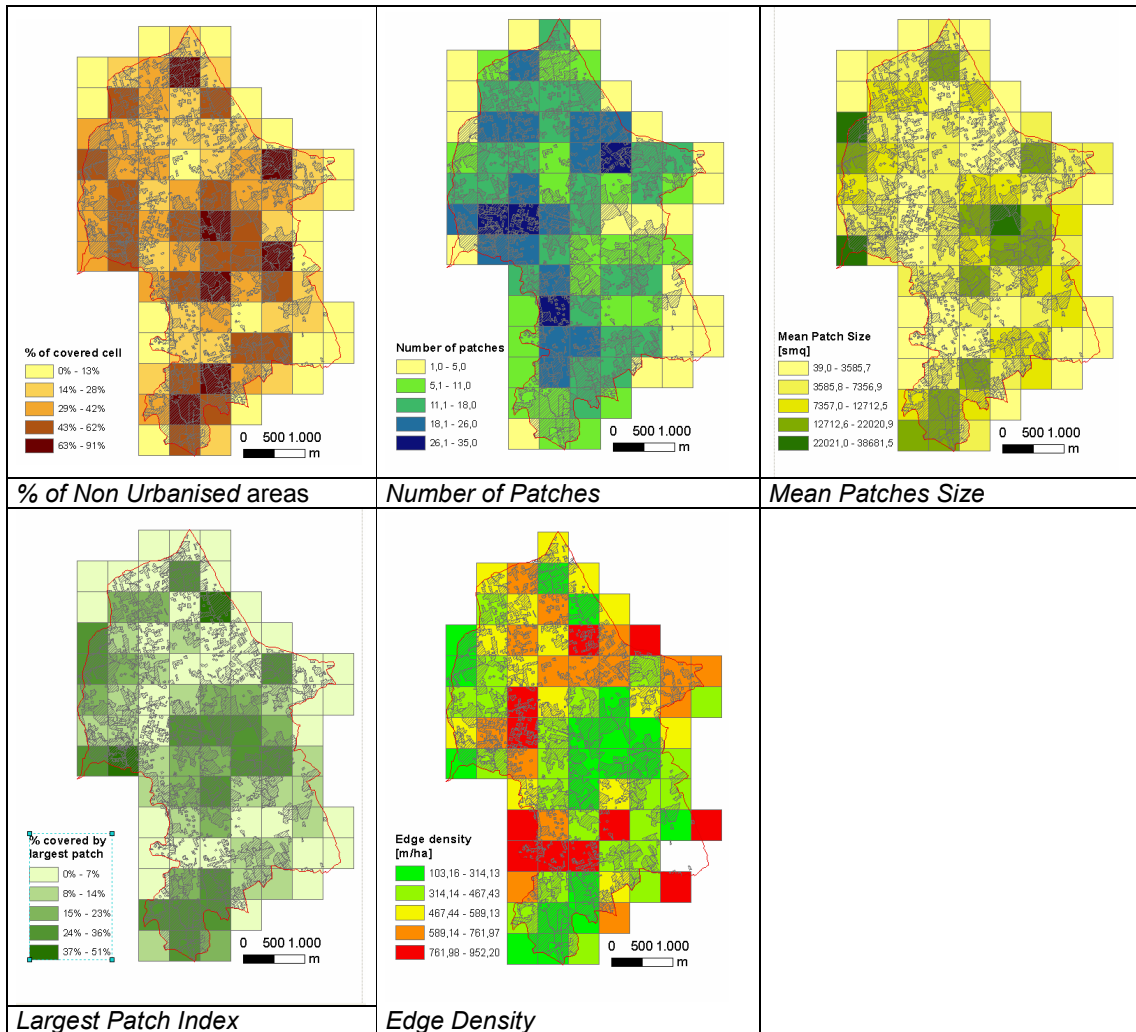 % of covered cell
0% - 13%
14% - 28%
29% - 42%
43% - 62%
63% - 91%
0 500 1.000
m
% of Non Urbanised areas
Number of patches
1,0 - 5,0
5,1 - 11,0
11,1 - 18,0
18,1 - 26,0
26,1 - 35,0
0 500 1.000
m
Number of Patches
Mean Patch Size
[smq]
39,0 - 3585,7
3585,8 - 7356,9
7357,0 - 12712,5
12712,6 - 22020,9
22021,0 - 38681,5
0 500 1.000
m
Mean Patches Size
% covered by
largest patch
0% - 7%
8% - 14%
15% - 23%
24% - 36%
37% - 51%
0 500 1.000
m
Largest Patch Index
Edge density
[m/ha]
103,16 - 314,13
314,14 - 467,43
467,44 - 589,13
589,14 - 761,97
761,98 - 952,20
0 500 1.000
m
Edge Density